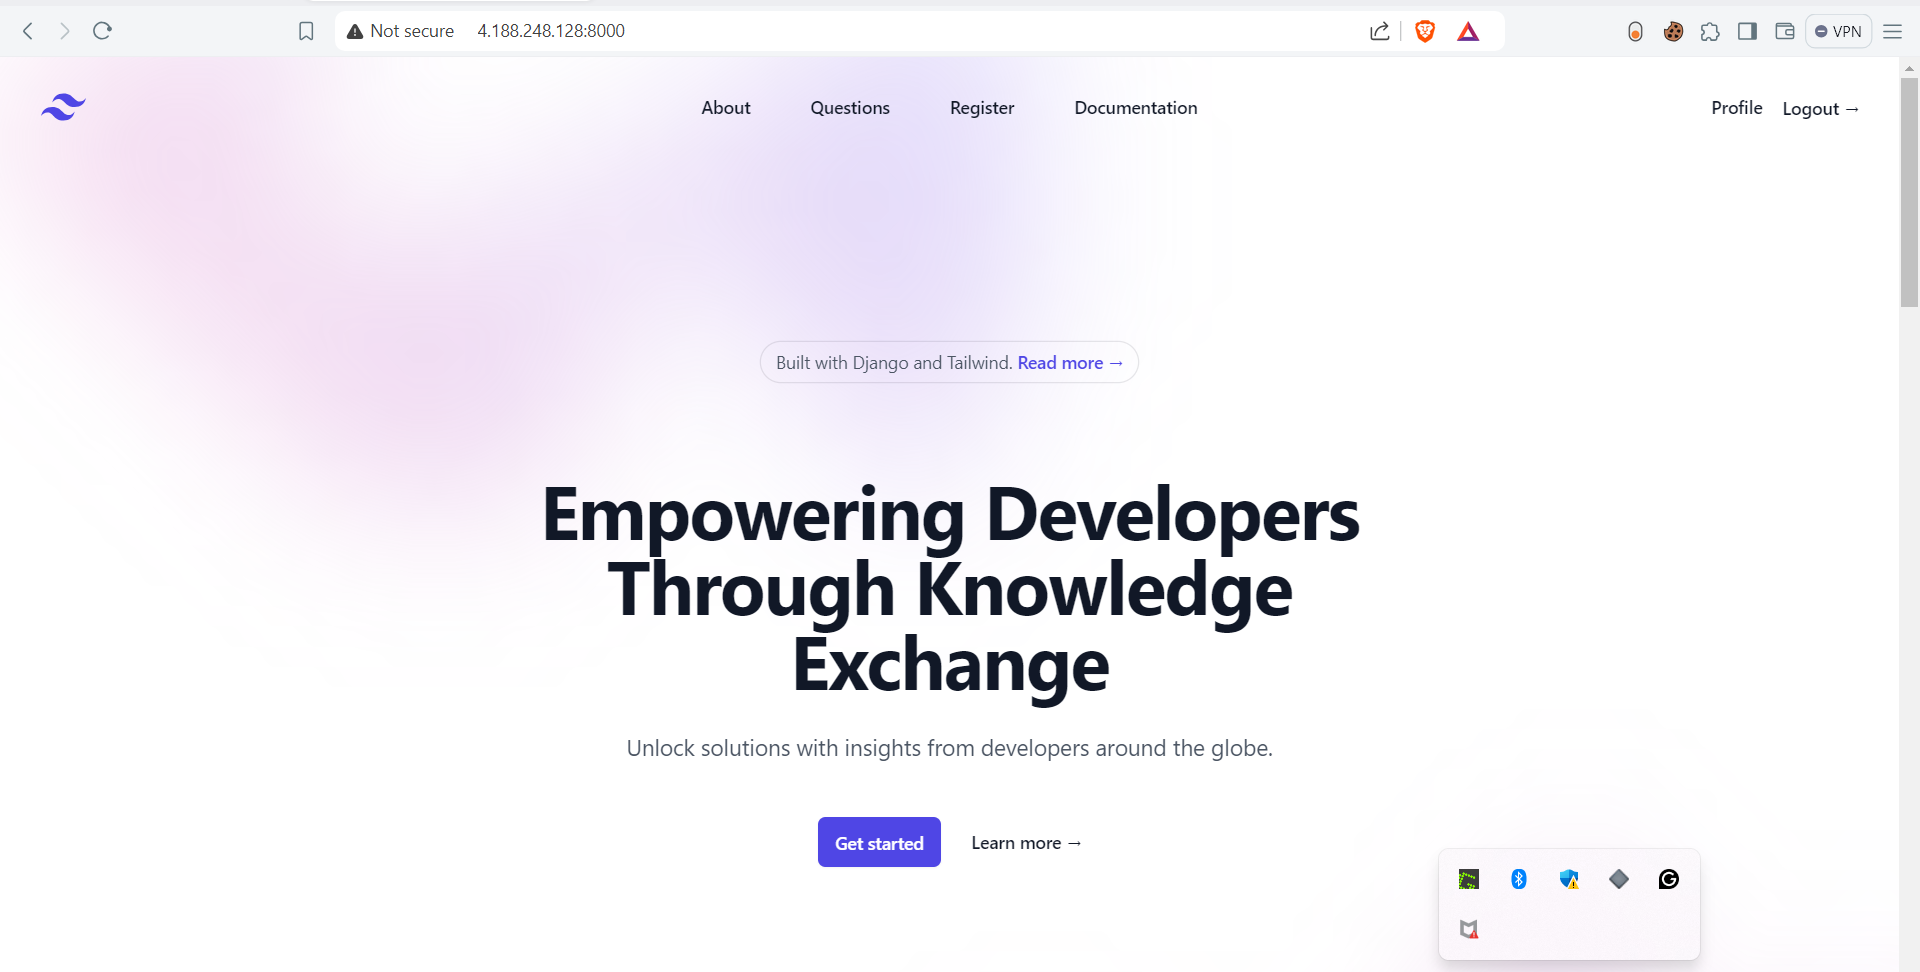 Not secure 4.188.248.128:8000
VPN
About Questions Register Documentation
Profile Logout →
Built with Django and Tailwind. Read more →
Empowering Developers
Through Knowledge
Exchange
Unlock solutions with insights from developers around the globe.
Get started Learn more →